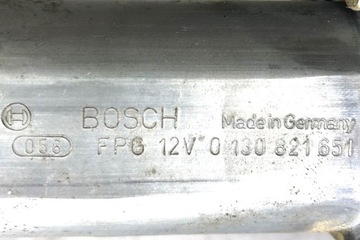 BOSCH Made in Germany
056 FPG 12V 0 130 821 651